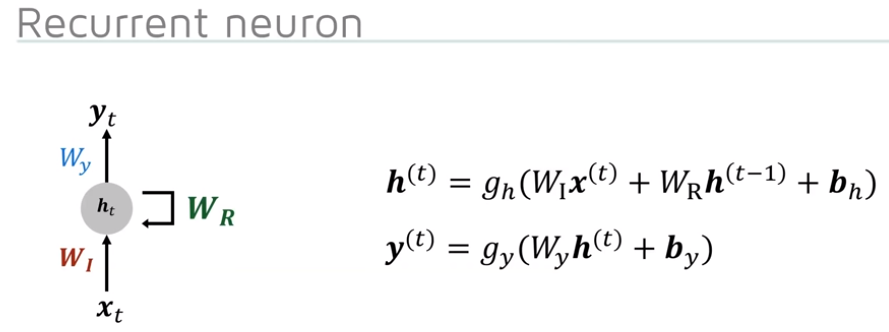 Recurrent neuron
y_t
W_y
h_t
W_R
W_I
x_t
h^(t) = g_h(W_I x^(t) + W_R h^(t−1) + b_h)
y^(t) = g_y(W_y h^(t) + b_y)